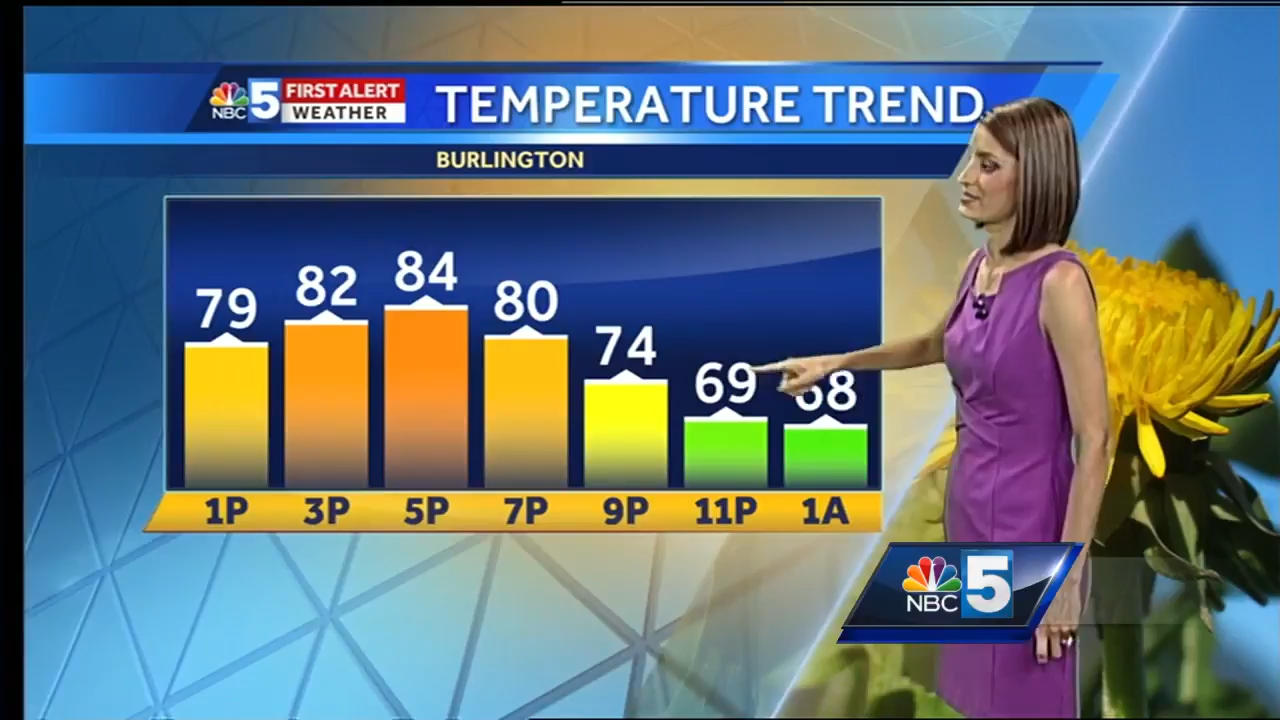 NBC 5 FIRST ALERT WEATHER
TEMPERATURE TREND
BURLINGTON
79 82 84 80 74 69 68
1P 3P 5P 7P 9P 11P 1A
NBC 5